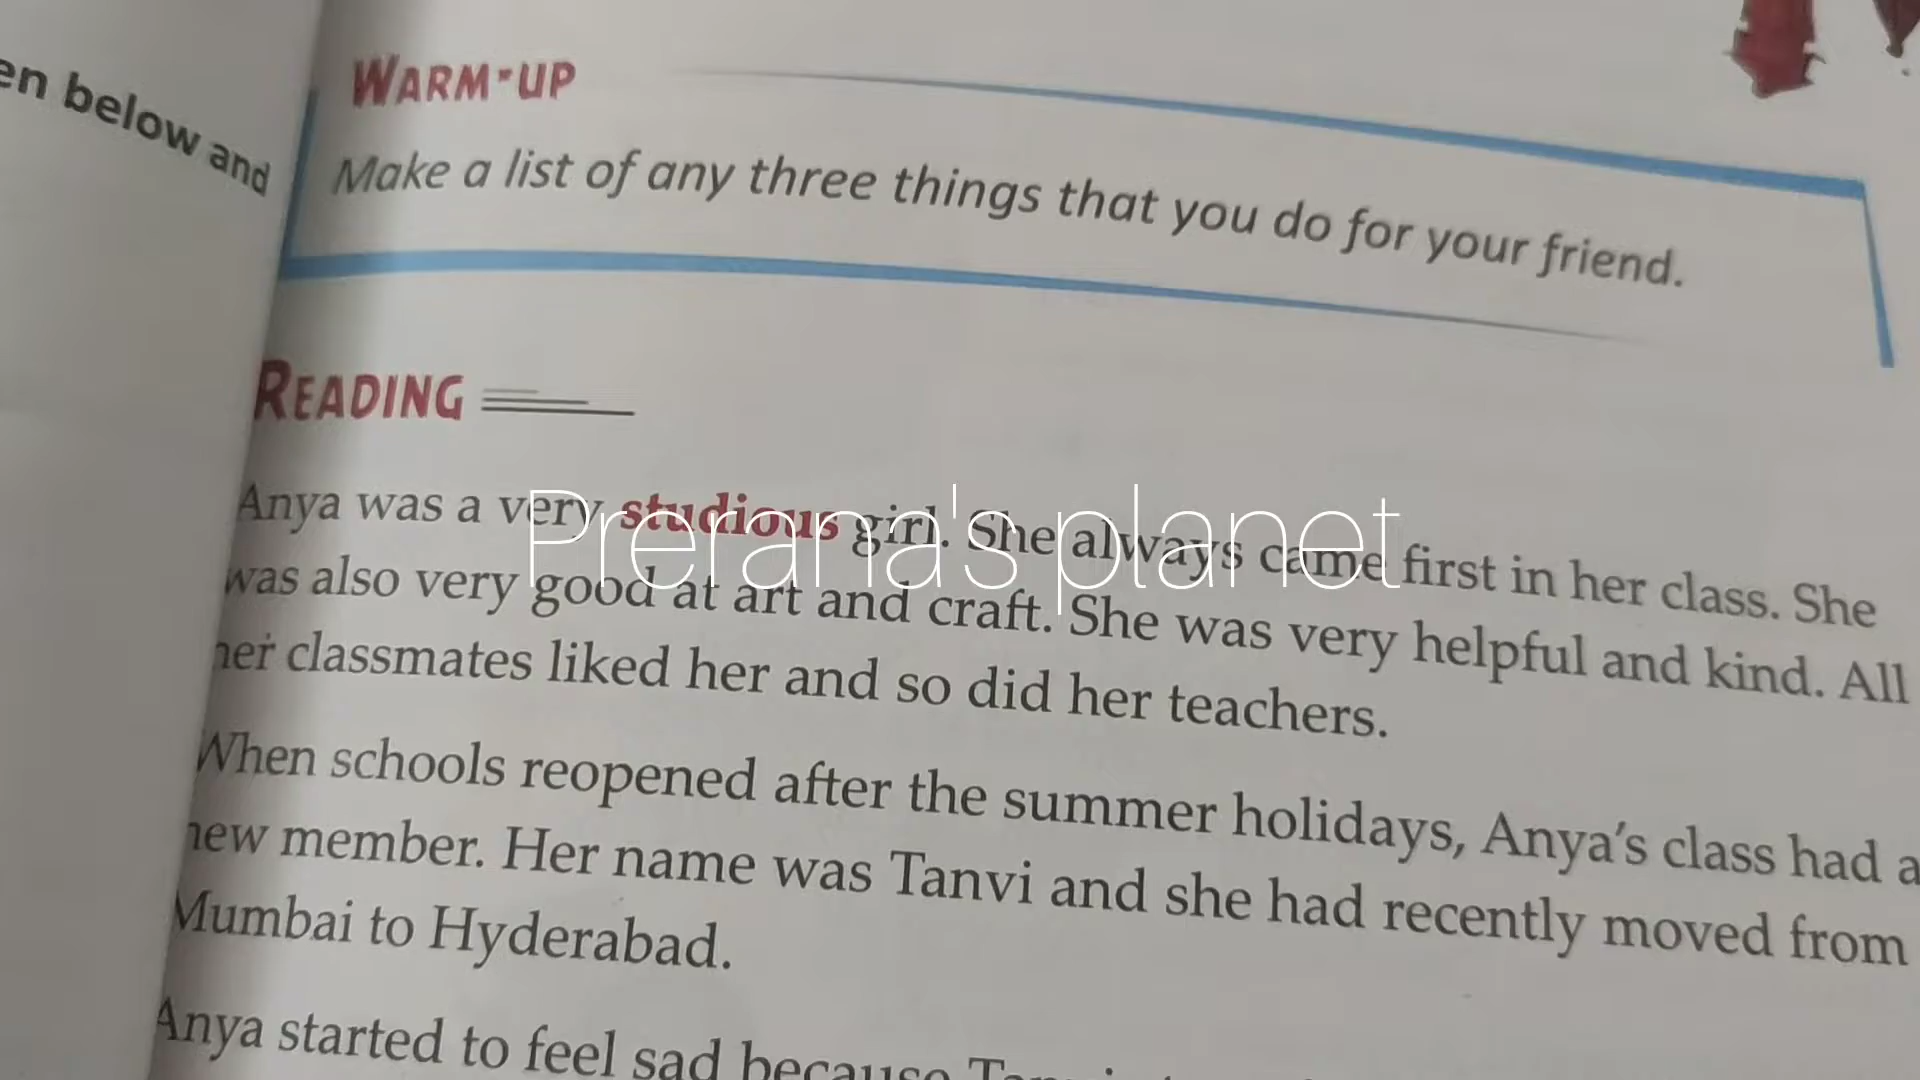 en below and
WARM-UP
Make a list of any three things that you do for your friend.
READING
Anya was a very studious girl. She always came first in her class. She
was also very good at art and craft. She was very helpful and kind. All
her classmates liked her and so did her teachers.
When schools reopened after the summer holidays, Anya's class had a
new member. Her name was Tanvi and she had recently moved from
Mumbai to Hyderabad.
Anya started to feel sad because
Prerana's planet